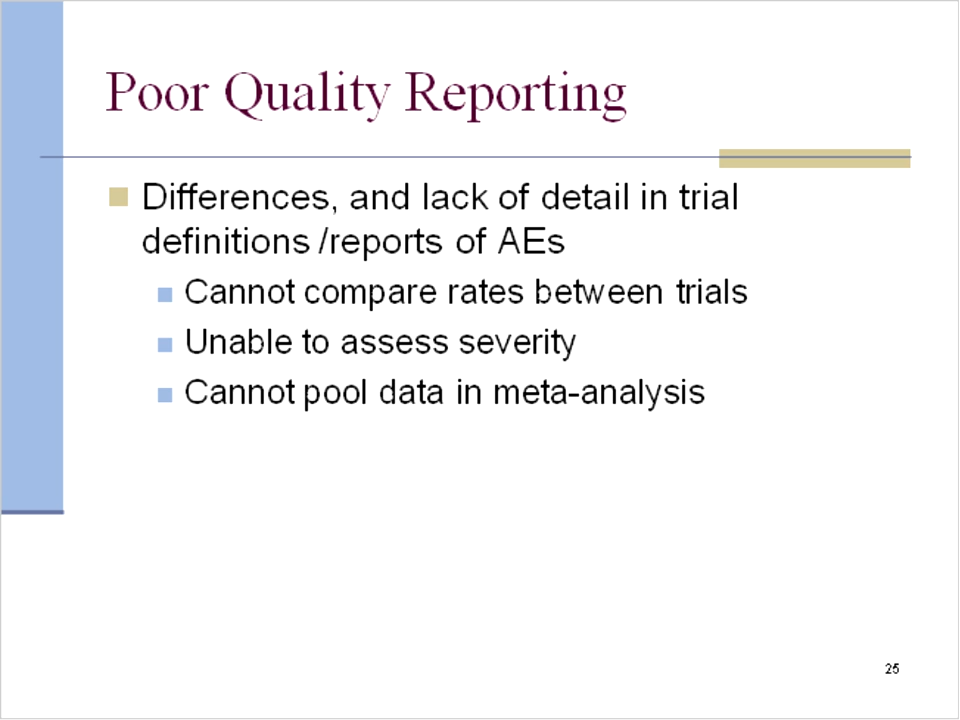 Poor Quality Reporting
Differences, and lack of detail in trial
definitions /reports of AEs
Cannot compare rates between trials
Unable to assess severity
Cannot pool data in meta-analysis
25